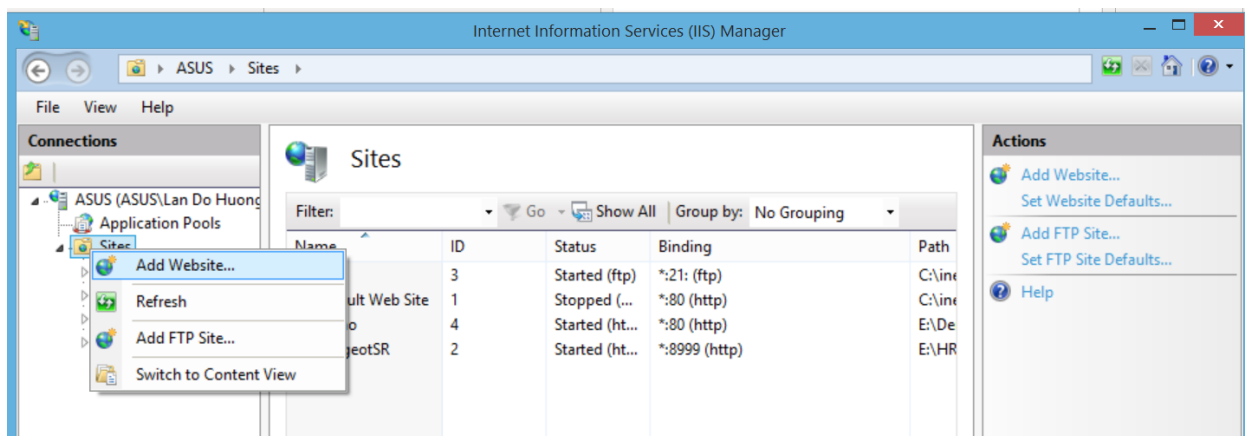 Internet Information Services (IIS) Manager
ASUS Sites
File View Help
Connections
ASUS (ASUS\Lan Do Huong
Application Pools
Sites
Add Website...
Refresh
Add FTP Site...
Switch to Content View
Sites
Filter: Go Show All Group by: No Grouping
Name ID Status Binding Path
3 Started (ftp) *:21: (ftp) C:\ine
ult Web Site 1 Stopped (... *:80 (http) C:\ine
o 4 Started (ht... *:80 (http) E:\De
geotSR 2 Started (ht... *:8999 (http) E:\HR
Actions
Add Website...
Set Website Defaults...
Add FTP Site...
Set FTP Site Defaults...
Help